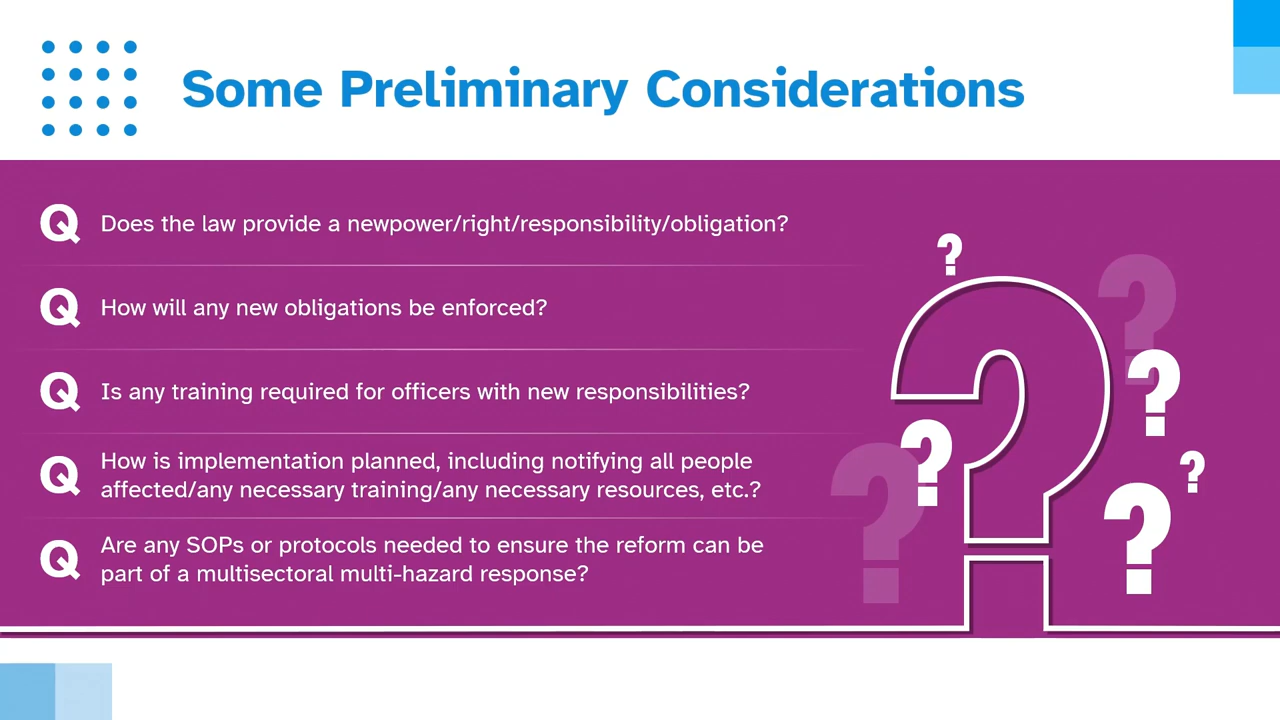 Some Preliminary Considerations
Q Does the law provide a newpower/right/responsibility/obligation?
Q How will any new obligations be enforced?
Q Is any training required for officers with new responsibilities?
Q How is implementation planned, including notifying all people
affected/any necessary training/any necessary resources, etc.?
Q Are any SOPs or protocols needed to ensure the reform can be
part of a multisectoral multi-hazard response?
?
?
?
?
?
?
?
?